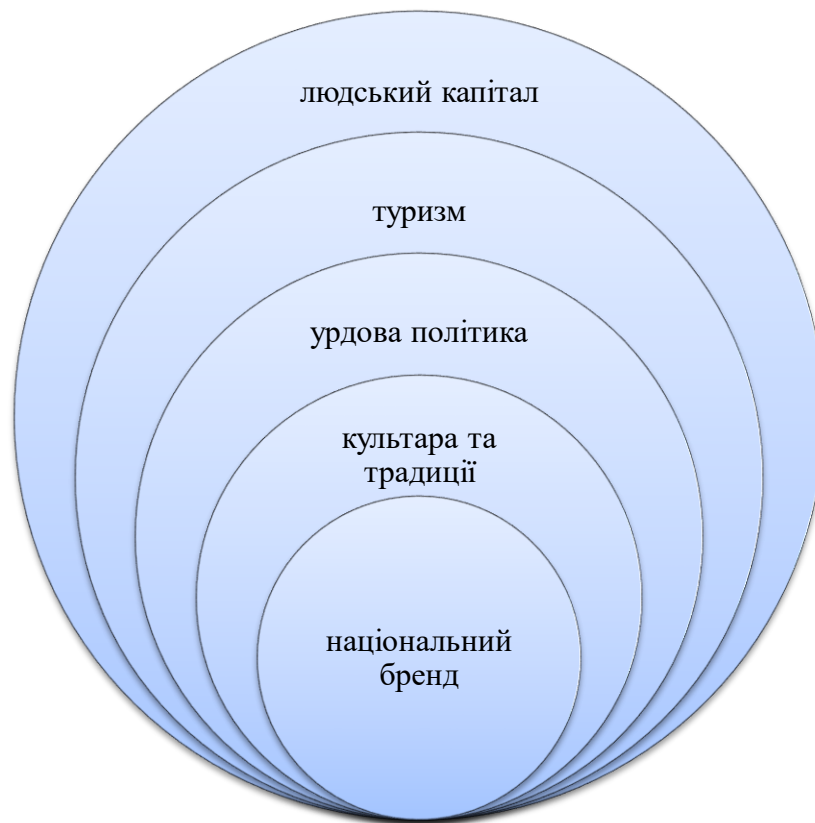 людський капітал
туризм
урдова політика
культара та
традиції
національний
бренд